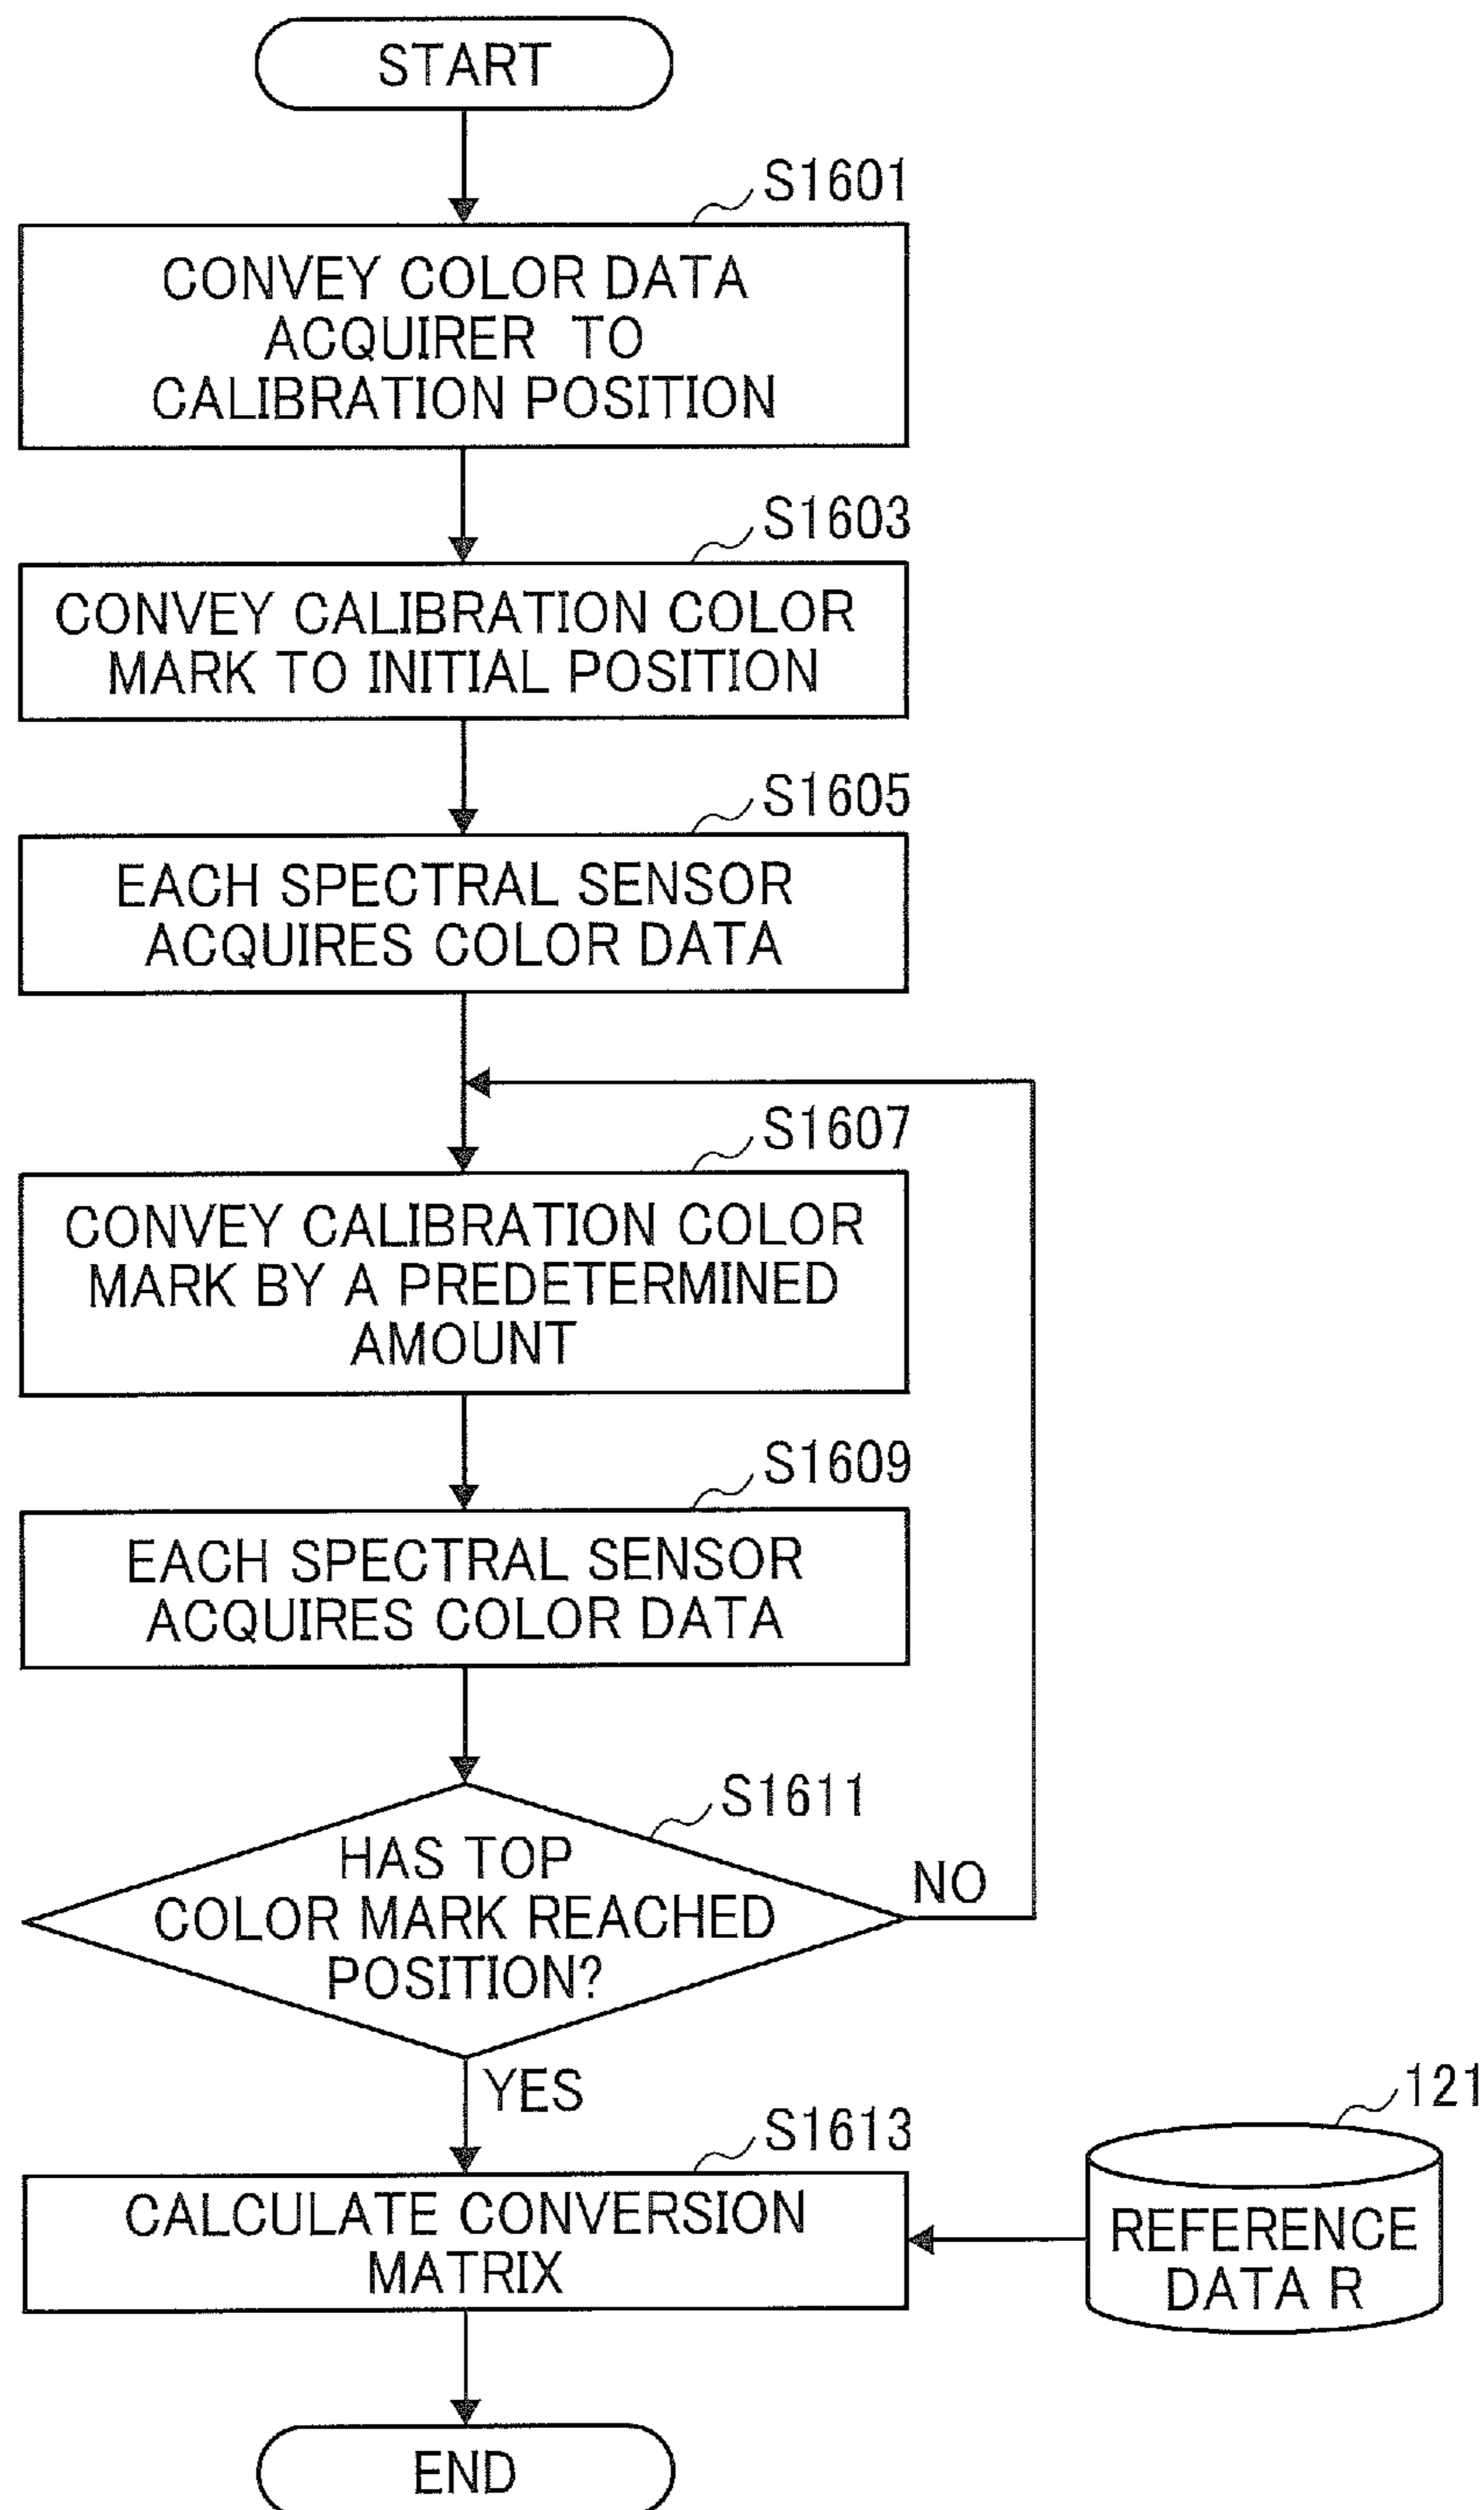 START
S1601
CONVEY COLOR DATA
ACQUIRER TO
CALIBRATION POSITION
S1603
CONVEY CALIBRATION COLOR
MARK TO INITIAL POSITION
S1605
EACH SPECTRAL SENSOR
ACQUIRES COLOR DATA
S1607
CONVEY CALIBRATION COLOR
MARK BY A PREDETERMINED
AMOUNT
S1609
EACH SPECTRAL SENSOR
ACQUIRES COLOR DATA
S1611
HAS TOP
COLOR MARK REACHED
POSITION?
NO
YES
S1613
CALCULATE CONVERSION
MATRIX
121
REFERENCE
DATA R
END